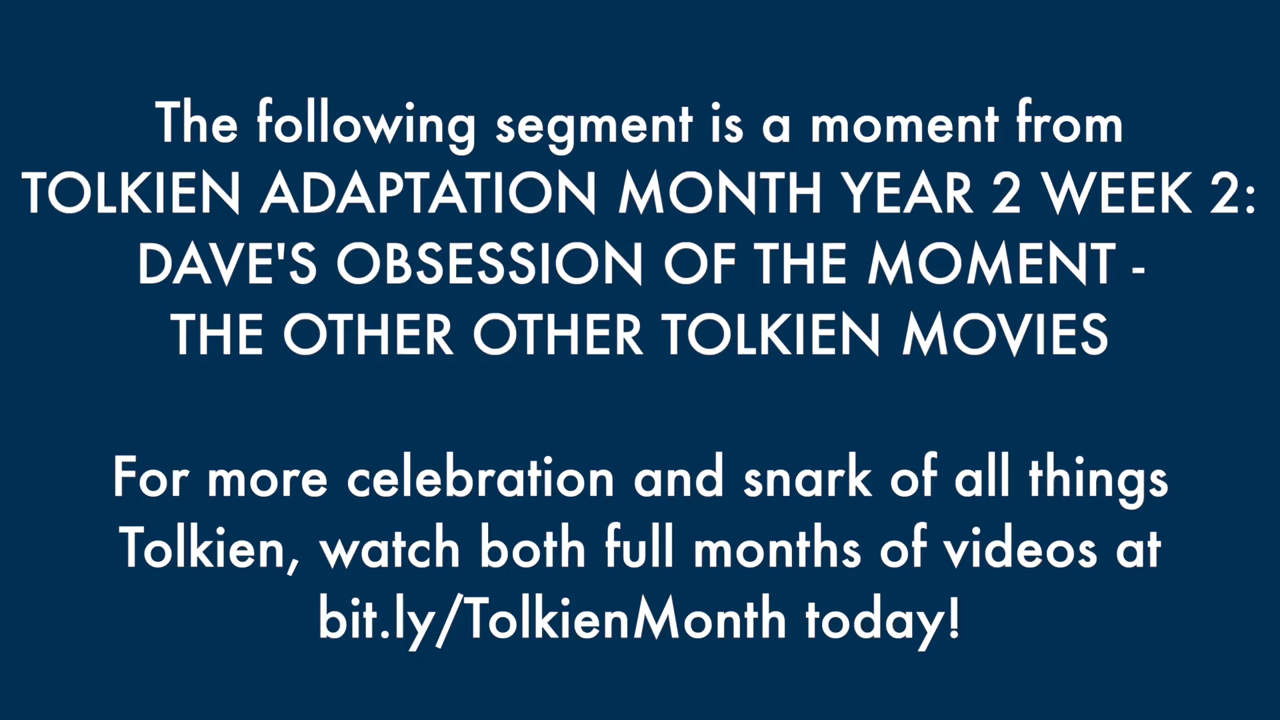 The following segment is a moment from
TOLKIEN ADAPTATION MONTH YEAR 2 WEEK 2:
DAVE'S OBSESSION OF THE MOMENT -
THE OTHER OTHER TOLKIEN MOVIES
For more celebration and snark of all things
Tolkien, watch both full months of videos at
bit.ly/TolkienMonth today!